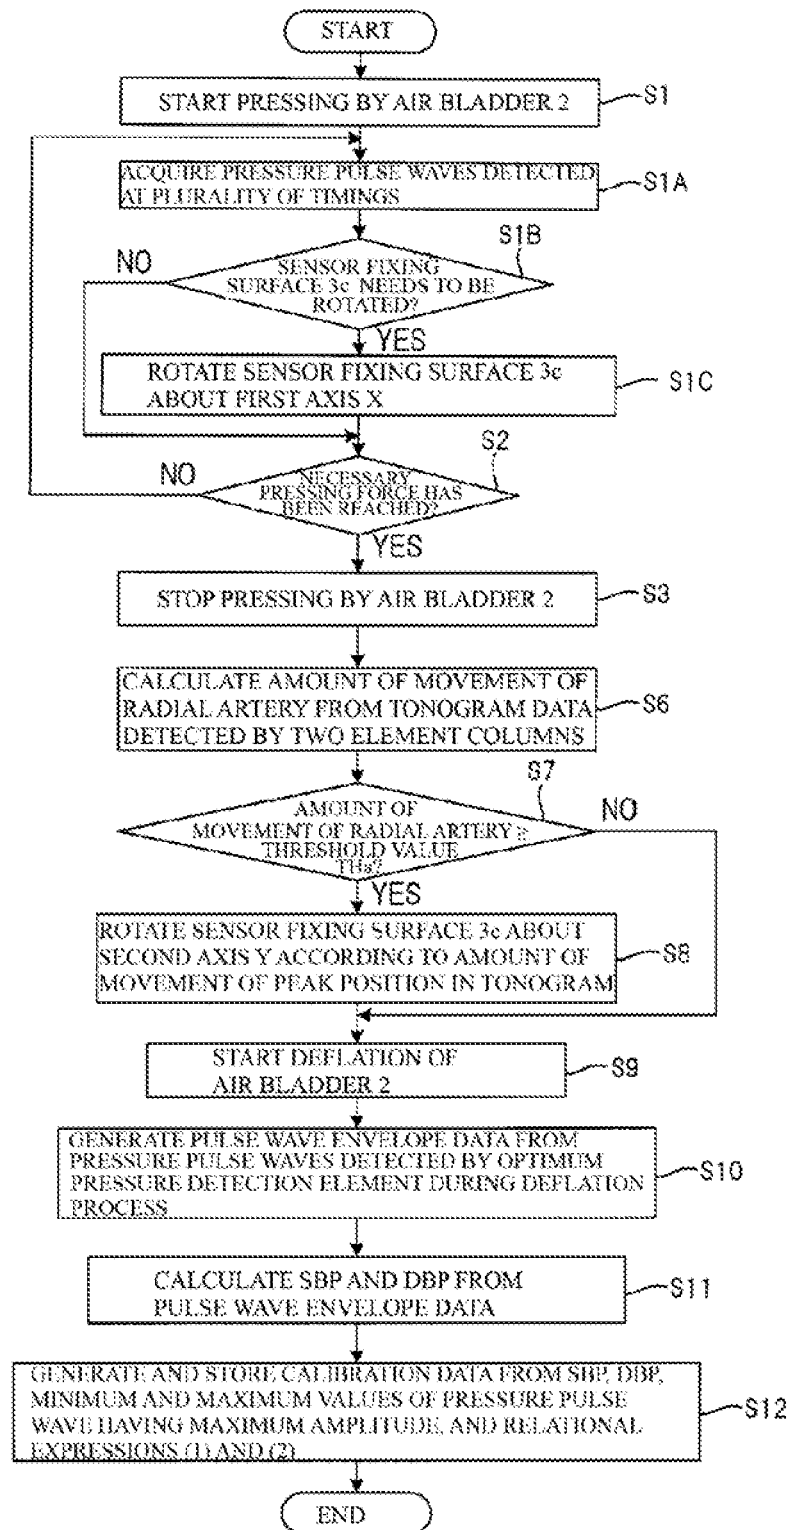 START
START PRESSING BY AIR BLADDER 2
S1
ACQUIRE PRESSURE PULSE WAVES DETECTED
AT PLURALITY OF TIMINGS
S1A
S1B
NO
SENSOR FIXING
SURFACE 3c NEEDS TO BE
ROTATED?
YES
ROTATE SENSOR FIXING SURFACE 3c
ABOUT FIRST AXIS X
S1C
S2
NO
NECESSARY
PRESSING FORCE HAS
BEEN REACHED?
YES
STOP PRESSING BY AIR BLADDER 2
S3
CALCULATE AMOUNT OF MOVEMENT OF
RADIAL ARTERY FROM TONOGRAM DATA
DETECTED BY TWO ELEMENT COLUMNS
S6
S7
NO
AMOUNT OF
MOVEMENT OF RADIAL ARTERY ≥
THRESHOLD VALUE
THa?
YES
ROTATE SENSOR FIXING SURFACE 3c ABOUT
SECOND AXIS Y ACCORDING TO AMOUNT OF
MOVEMENT OF PEAK POSITION IN TONOGRAM
S8
START DEFLATION OF
AIR BLADDER 2
S9
GENERATE PULSE WAVE ENVELOPE DATA FROM
PRESSURE PULSE WAVES DETECTED BY OPTIMUM
PRESSURE DETECTION ELEMENT DURING DEFLATION
PROCESS
S10
CALCULATE SBP AND DBP FROM
PULSE WAVE ENVELOPE DATA
S11
GENERATE AND STORE CALIBRATION DATA FROM SBP, DBP,
MINIMUM AND MAXIMUM VALUES OF PRESSURE PULSE
WAVE HAVING MAXIMUM AMPLITUDE, AND RELATIONAL
EXPRESSIONS (1) AND (2)
S12
END